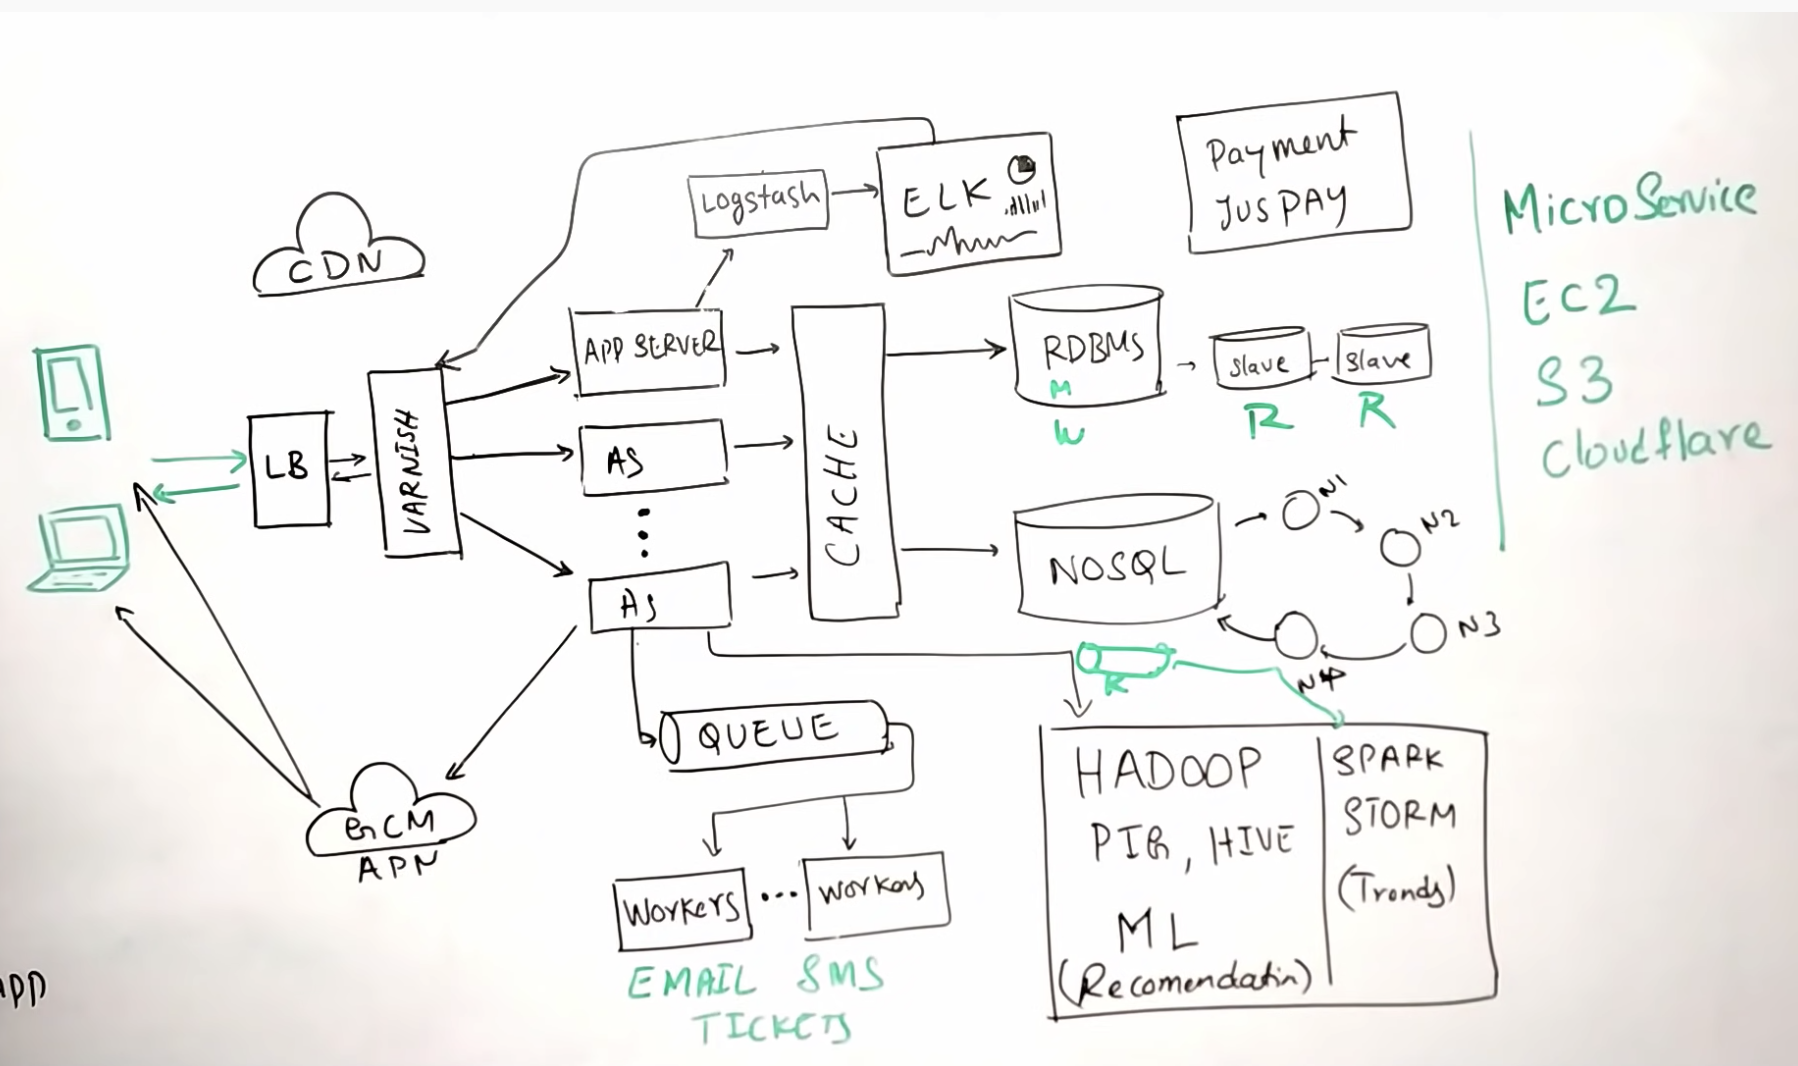 CDN
Logstash
ELK
Payment
JUSPAY
MicroService
EC2
S3
Cloudflare
APP SERVER
RDBMS
M
W
Slave
Slave
R
R
LB
VARNISH
AS
CACHE
NOSQL
N1
N2
N3
N4
AS
K
QUEUE
GCM
APN
HADOOP
PIG, HIVE
ML
(Recomendatin)
SPARK
STORM
(Trends)
Workers
...
Workers
EMAIL SMS
TICKETS
APP